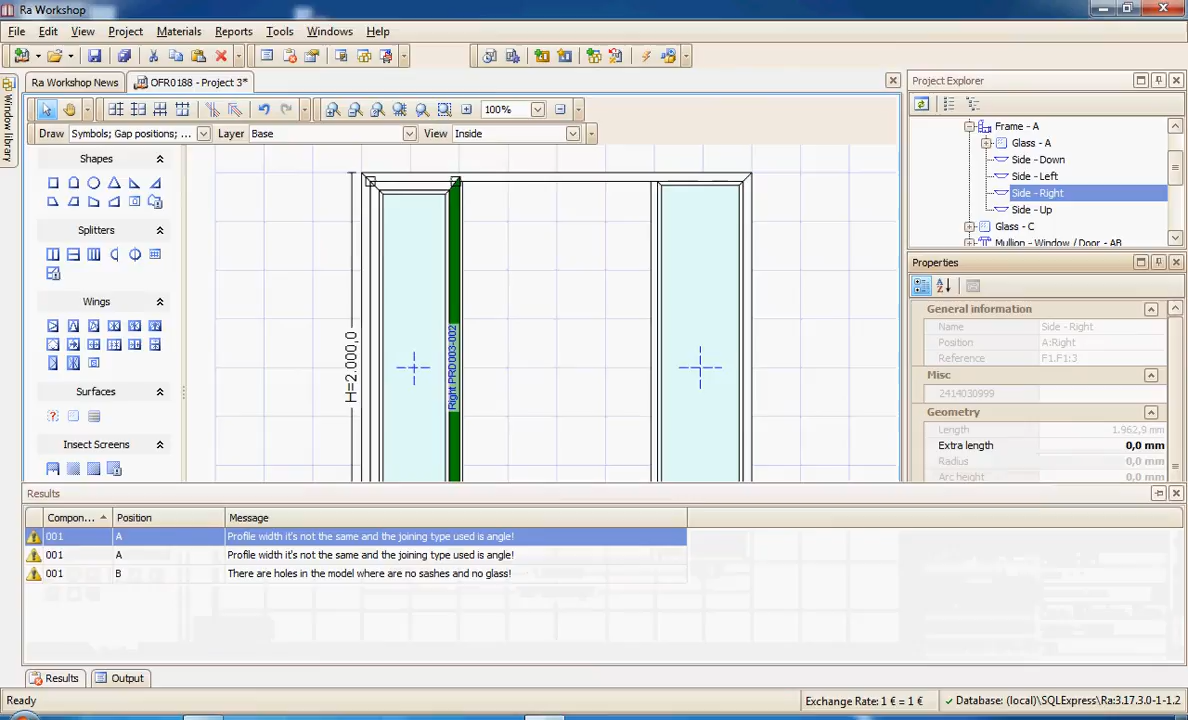 Ra Workshop
File Edit View Project Materials Reports Tools Windows Help
Ra Workshop News
OFR0188 - Project 3*
Window library
100%
Draw Symbols; Gap positions; ... Layer Base View Inside
Shapes
Splitters
Wings
Surfaces
Insect Screens
H=2.000,0
Right PRD003-002
Project Explorer
Frame - A
Glass - A
Side - Down
Side - Left
Side - Right
Side - Up
Glass - C
Mullion - Window / Door - AB
Properties
General information
Name Side - Right
Position A:Right
Reference F1.F1:3
Misc
2414030999
Geometry
Length 1.962,9 mm
Extra length 0,0 mm
Radius 0,0 mm
Arc height 0,0 mm
Results
Compon... Position Message
001 A Profile width it's not the same and the joining type used is angle!
001 A Profile width it's not the same and the joining type used is angle!
001 B There are holes in the model where are no sashes and no glass!
Results Output
Ready Exchange Rate: 1 € = 1 € Database: (local)\SQLExpress\Ra:3.17.3.0-1-1.2